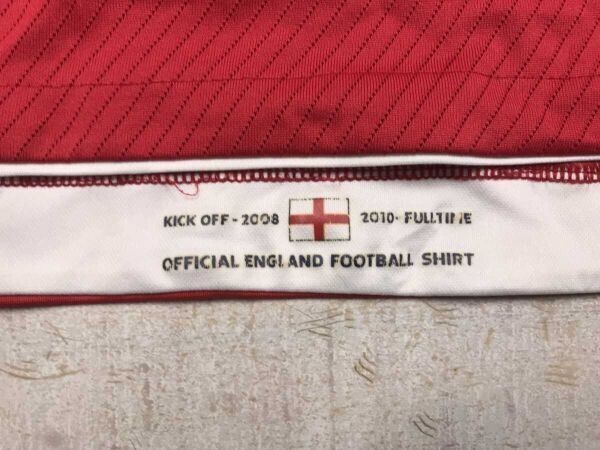 KICK OFF - 2008 2010 - FULLTIME
OFFICIAL ENGLAND FOOTBALL SHIRT